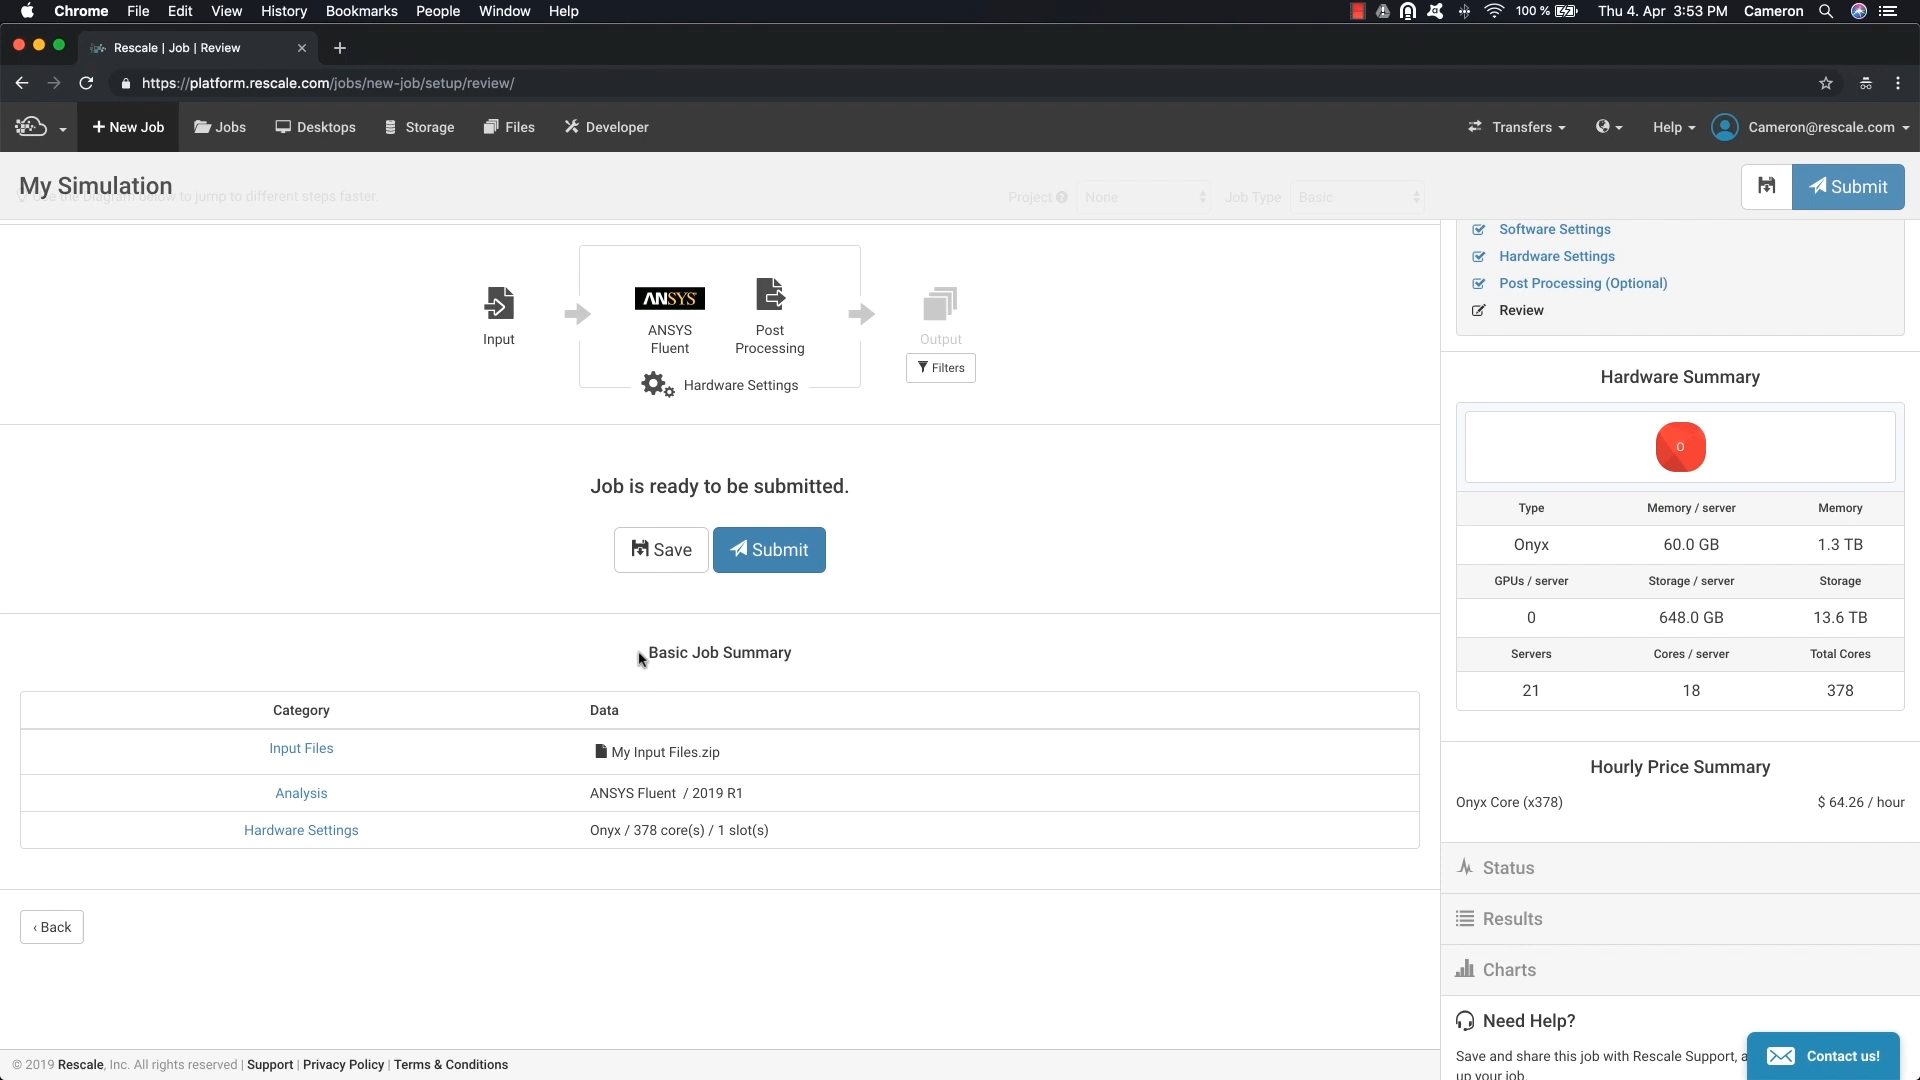 Chrome File Edit View History Bookmarks People Window Help 100 % Thu 4. Apr 3:53 PM Cameron
Rescale | Job | Review
https://platform.rescale.com/jobs/new-job/setup/review/
New Job Jobs Desktops Storage Files Developer Transfers Help Cameron@rescale.com
My Simulation
Use the Diagram below to jump to different steps faster.
Project None Job Type Basic
Submit
Software Settings
Hardware Settings
Post Processing (Optional)
Review
Input
ANSYS
ANSYS
Fluent
Post
Processing
Hardware Settings
Output
Filters
Job is ready to be submitted.
Save Submit
Basic Job Summary
Category Data
Input Files My Input Files.zip
Analysis ANSYS Fluent / 2019 R1
Hardware Settings Onyx / 378 core(s) / 1 slot(s)
‹ Back
Hardware Summary
O
Type Memory / server Memory
Onyx 60.0 GB 1.3 TB
GPUs / server Storage / server Storage
0 648.0 GB 13.6 TB
Servers Cores / server Total Cores
21 18 378
Hourly Price Summary
Onyx Core (x378) $ 64.26 / hour
Status
Results
Charts
Need Help?
Save and share this job with Rescale Support, a
up your job.
Contact us!
© 2019 Rescale, Inc. All rights reserved | Support | Privacy Policy | Terms & Conditions